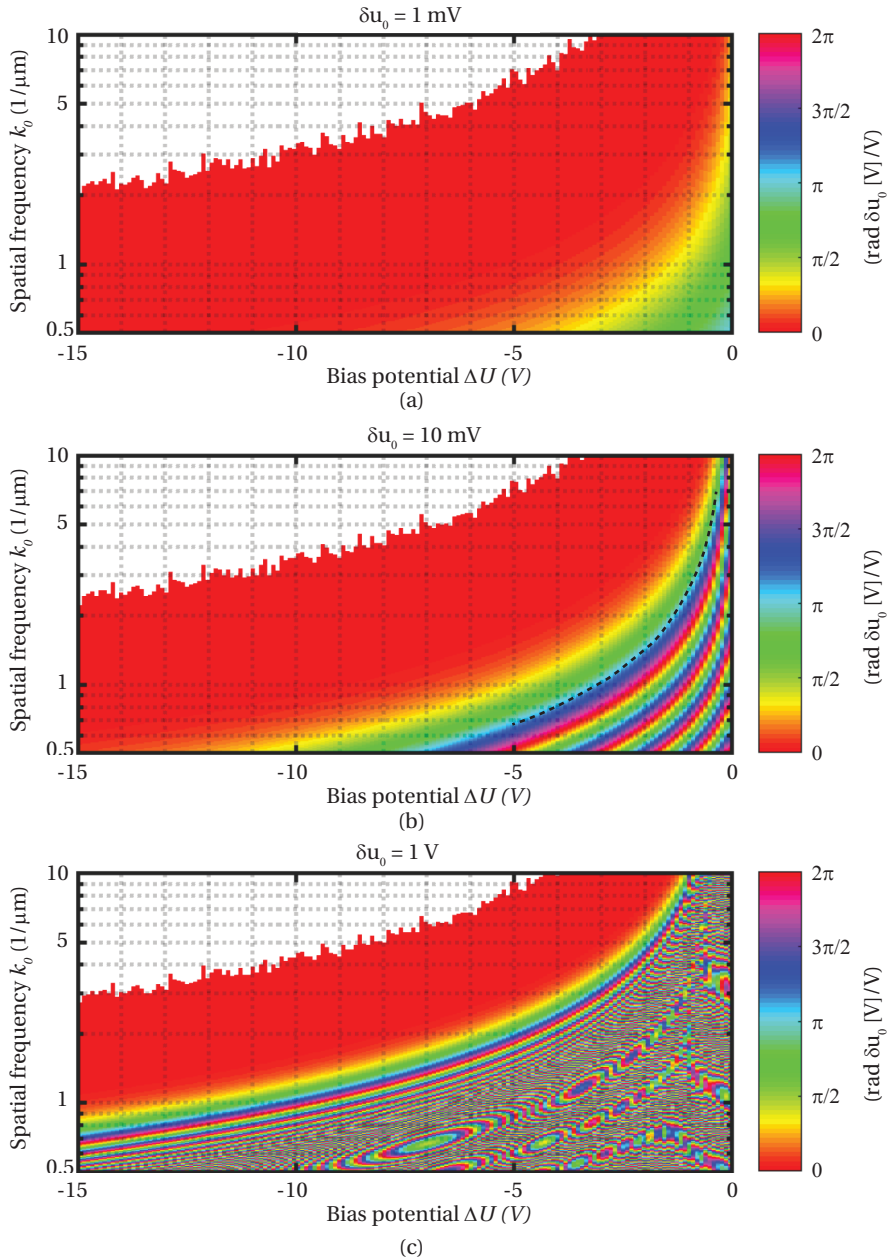 δu₀ = 1 mV
10
5
1
0.5
Spatial frequency k₀ (1/μm)
-15
-10
-5
0
Bias potential ΔU (V)
2π
3π/2
π
π/2
0
(rad δu₀ [V]/V)
(a)
δu₀ = 10 mV
10
5
1
0.5
Spatial frequency k₀ (1/μm)
-15
-10
-5
0
Bias potential ΔU (V)
2π
3π/2
π
π/2
0
(rad δu₀ [V]/V)
(b)
δu₀ = 1 V
10
5
1
0.5
Spatial frequency k₀ (1/μm)
-15
-10
-5
0
Bias potential ΔU (V)
2π
3π/2
π
π/2
0
(rad δu₀ [V]/V)
(c)